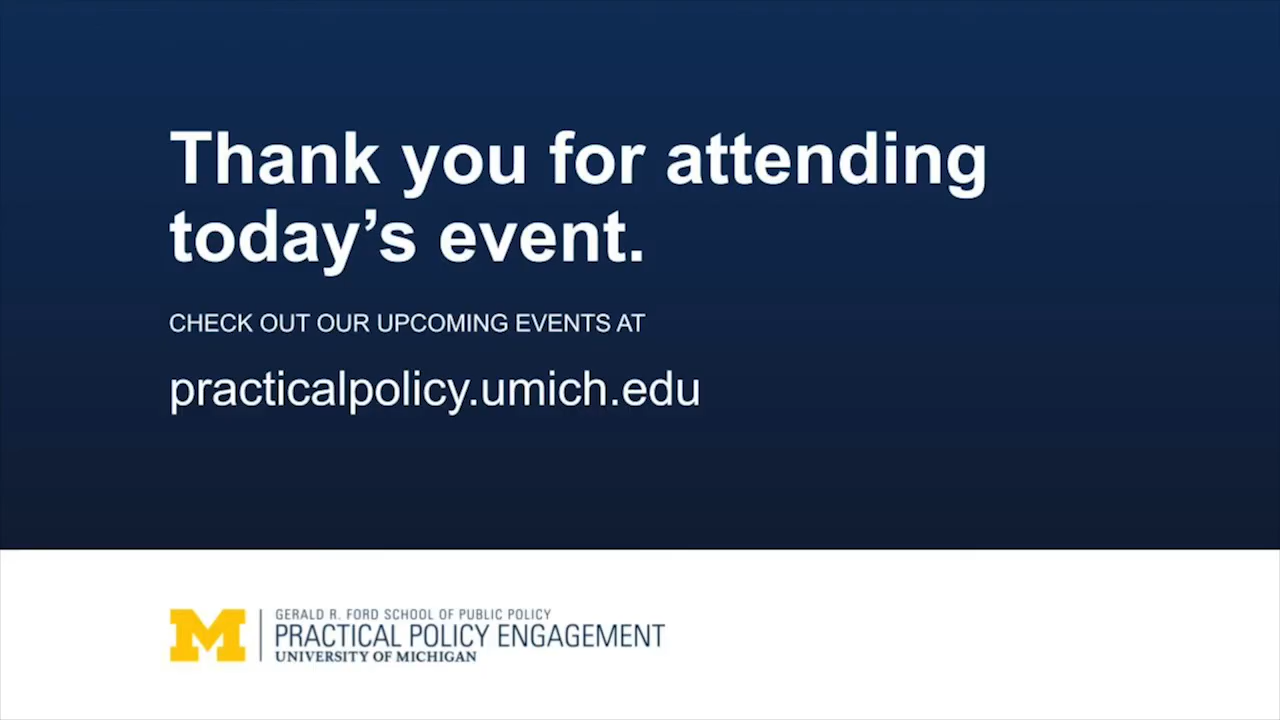 Thank you for attending
today’s event.
CHECK OUT OUR UPCOMING EVENTS AT
practicalpolicy.umich.edu
M
GERALD R. FORD SCHOOL OF PUBLIC POLICY
PRACTICAL POLICY ENGAGEMENT
UNIVERSITY OF MICHIGAN